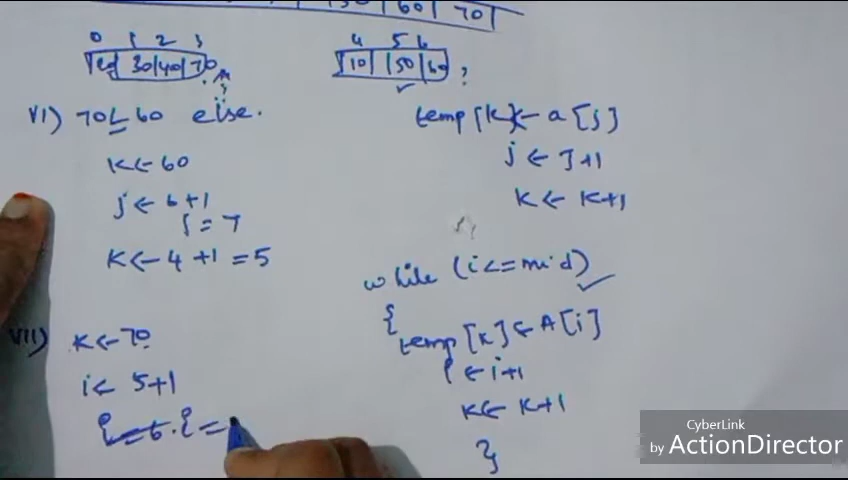 60 70
0 1 2 3
30 40 70
4 5 6
10 50 60 ?
VI) 70 L 60 else.
K <- 60
j <- 6+1
j = 7
K <- 4+1 = 5
temp [K] <- a [j]
j <- J+1
K <- K+1
while (i<=mid)
{
temp [K] <- A[i]
i <- i+1
K <- K+1
}
VII) K <- 70
i <- 5+1
i = 6. i =
CyberLink
by ActionDirector